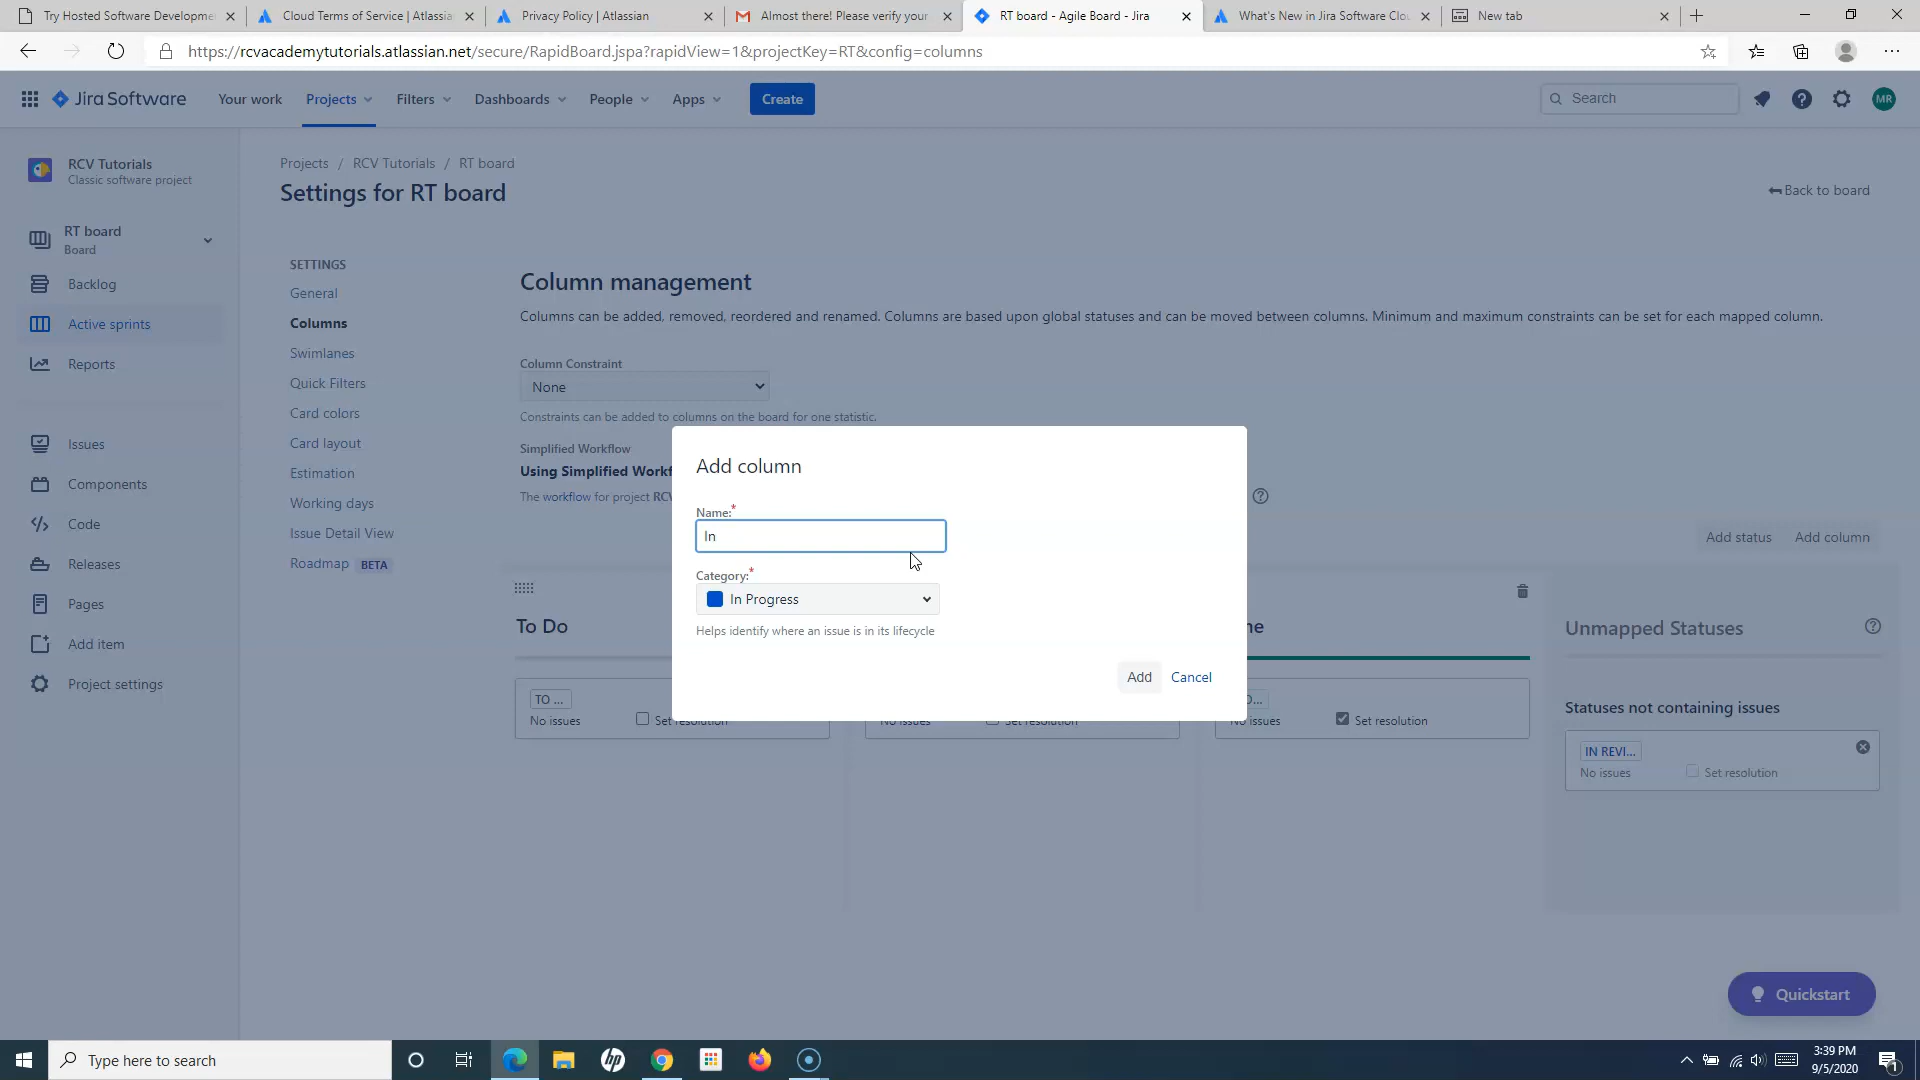 Try Hosted Software Developme
Cloud Terms of Service | Atlassia
Privacy Policy | Atlassian
Almost there! Please verify your
RT board - Agile Board - Jira
What's New in Jira Software Clou
New tab
https://rcvacademytutorials.atlassian.net/secure/RapidBoard.jspa?rapidView=1&projectKey=RT&config=columns
Jira Software
Your work
Projects
Filters
Dashboards
People
Apps
Create
Search
MR
RCV Tutorials
Classic software project
RT board
Board
Backlog
Active sprints
Reports
Issues
Components
Code
Releases
Pages
Add item
Project settings
Projects / RCV Tutorials / RT board
Settings for RT board
Back to board
SETTINGS
General
Columns
Swimlanes
Quick Filters
Card colors
Card layout
Estimation
Working days
Issue Detail View
Roadmap BETA
Column management
Columns can be added, removed, reordered and renamed. Columns are based upon global statuses and can be moved between columns. Minimum and maximum constraints can be set for each mapped column.
Column Constraint
None
Constraints can be added to columns on the board for one statistic.
Simplified Workflow
Using Simplified Workf
The workflow for project RCV
Add status
Add column
Add column
Name:*
In
Category:*
In Progress
Helps identify where an issue is in its lifecycle
Add
Cancel
To Do
ne
Unmapped Statuses
TO ...
No issues
Set resolution
No issues
Set resolution
O...
No issues
Set resolution
Statuses not containing issues
IN REVI...
No issues
Set resolution
Quickstart
Type here to search
hp
3:39 PM
9/5/2020
1